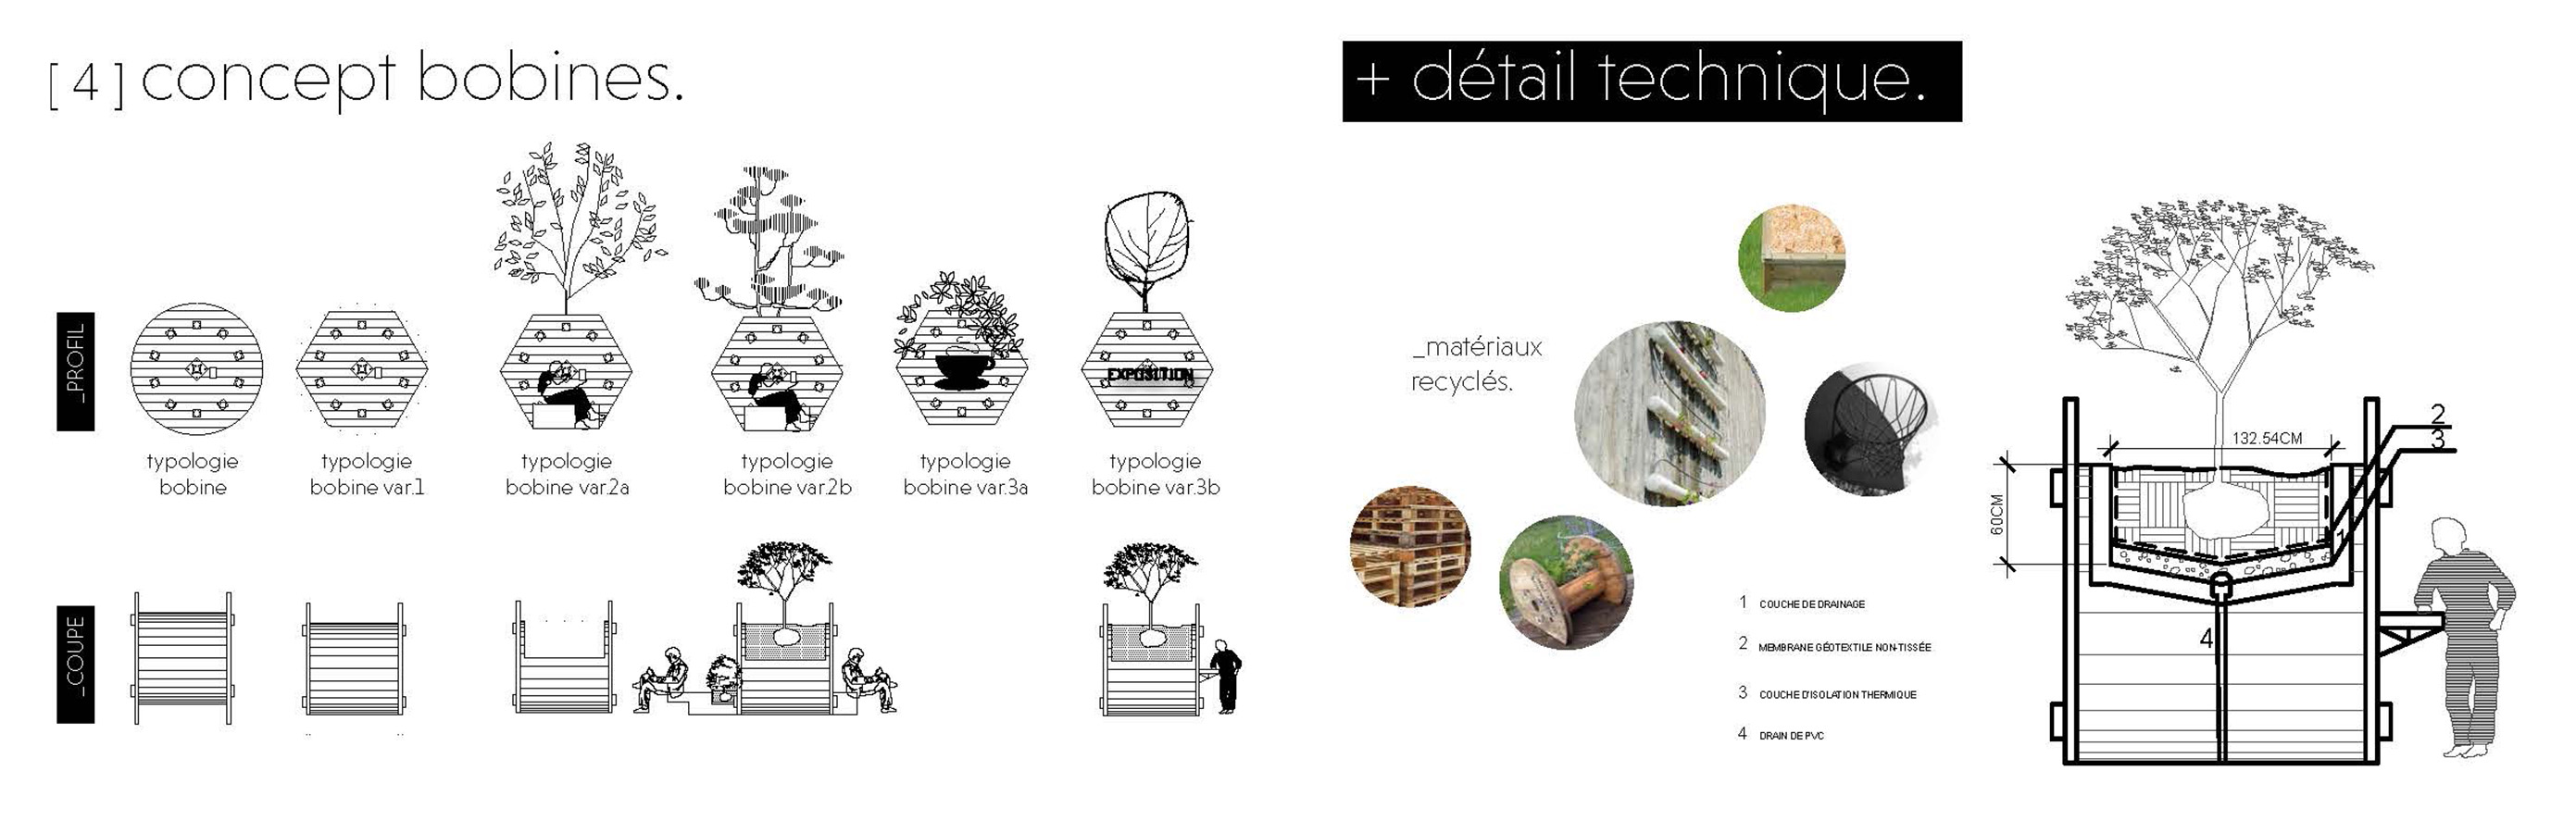 [ 4 ] concept bobines.
+ détail technique.
_PROFIL
EXPOSITION
typologie
bobine
typologie
bobine var.1
typologie
bobine var.2a
typologie
bobine var.2b
typologie
bobine var.3a
typologie
bobine var.3b
_COUPE
_matériaux
recyclés.
1 COUCHE DE DRAINAGE
2 MEMBRANE GÉOTEXTILE NON-TISSÉE
3 COUCHE D'ISOLATION THERMIQUE
4 DRAIN DE PVC
132.54CM
60CM
2
3
1
4